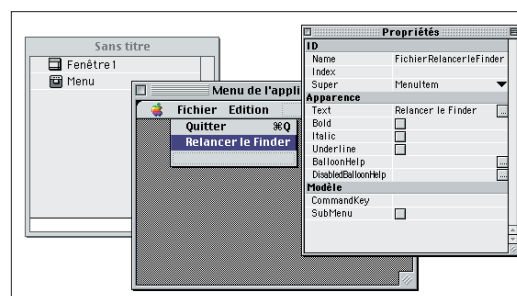 Sans titre
Fenêtre1
Menu
Menu de l'appli
Fichier Edition
Quitter ⌘Q
Relancer le Finder
Propriétés
ID
Name FichierRelancerleFinder
Index
Super MenuItem
Apparence
Text Relancer le Finder ...
Bold
Italic
Underline
BalloonHelp ...
DisabledBalloonHelp ...
Modèle
CommandKey
SubMenu